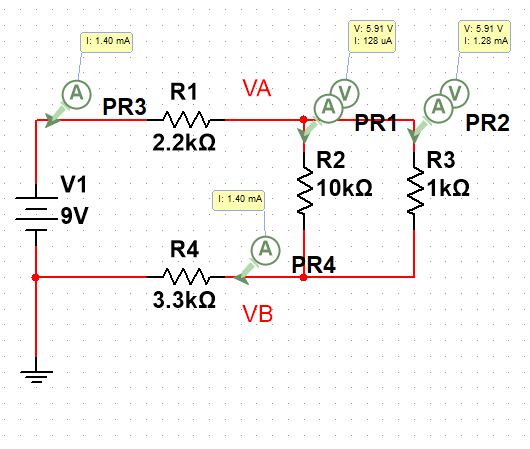 V: 5.91 V
I: 128 uA
V: 5.91 V
I: 1.28 mA
I: 1.40 mA
A
V
A
V
A
PR3
R1
VA
PR1
PR2
2.2kΩ
R2
10kΩ
R3
1kΩ
V1
9V
I: 1.40 mA
A
R4
PR4
3.3kΩ
VB